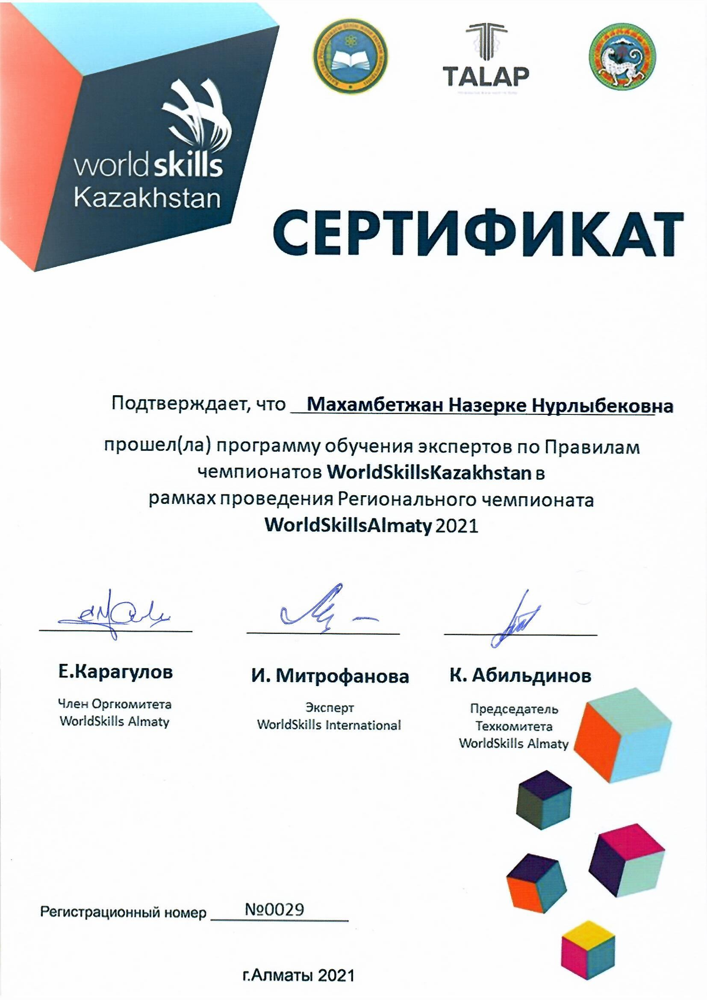 TALAP
worldskills
Kazakhstan
СЕРТИФИКАТ
Подтверждает, что Махамбетжан Назерке Нурлыбековна
прошел(ла) программу обучения экспертов по Правилам
чемпионатов WorldSkillsKazakhstan в
рамках проведения Регионального чемпионата
WorldSkillsAlmaty 2021
Е.Карагулов
Член Оргкомитета
WorldSkills Almaty
И. Митрофанова
Эксперт
WorldSkills International
К. Абильдинов
Председатель
Техкомитета
WorldSkills Almaty
Регистрационный номер №0029
г.Алматы 2021